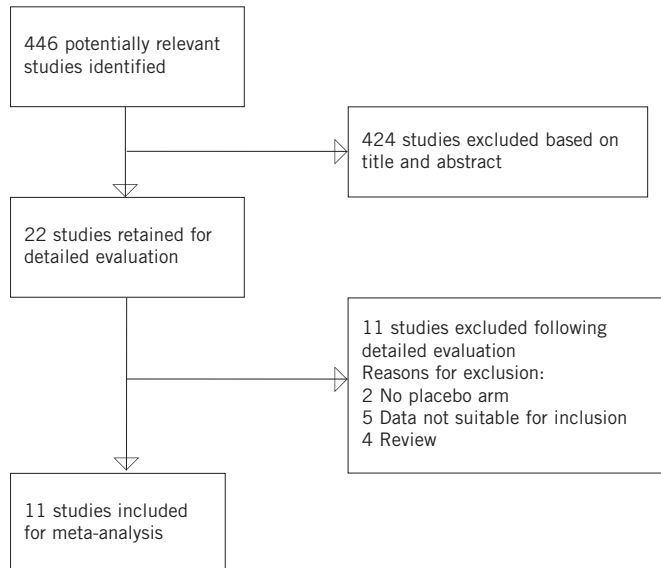 446 potentially relevant
studies identified
424 studies excluded based on
title and abstract
22 studies retained for
detailed evaluation
11 studies excluded following
detailed evaluation
Reasons for exclusion:
2 No placebo arm
5 Data not suitable for inclusion
4 Review
11 studies included
for meta-analysis